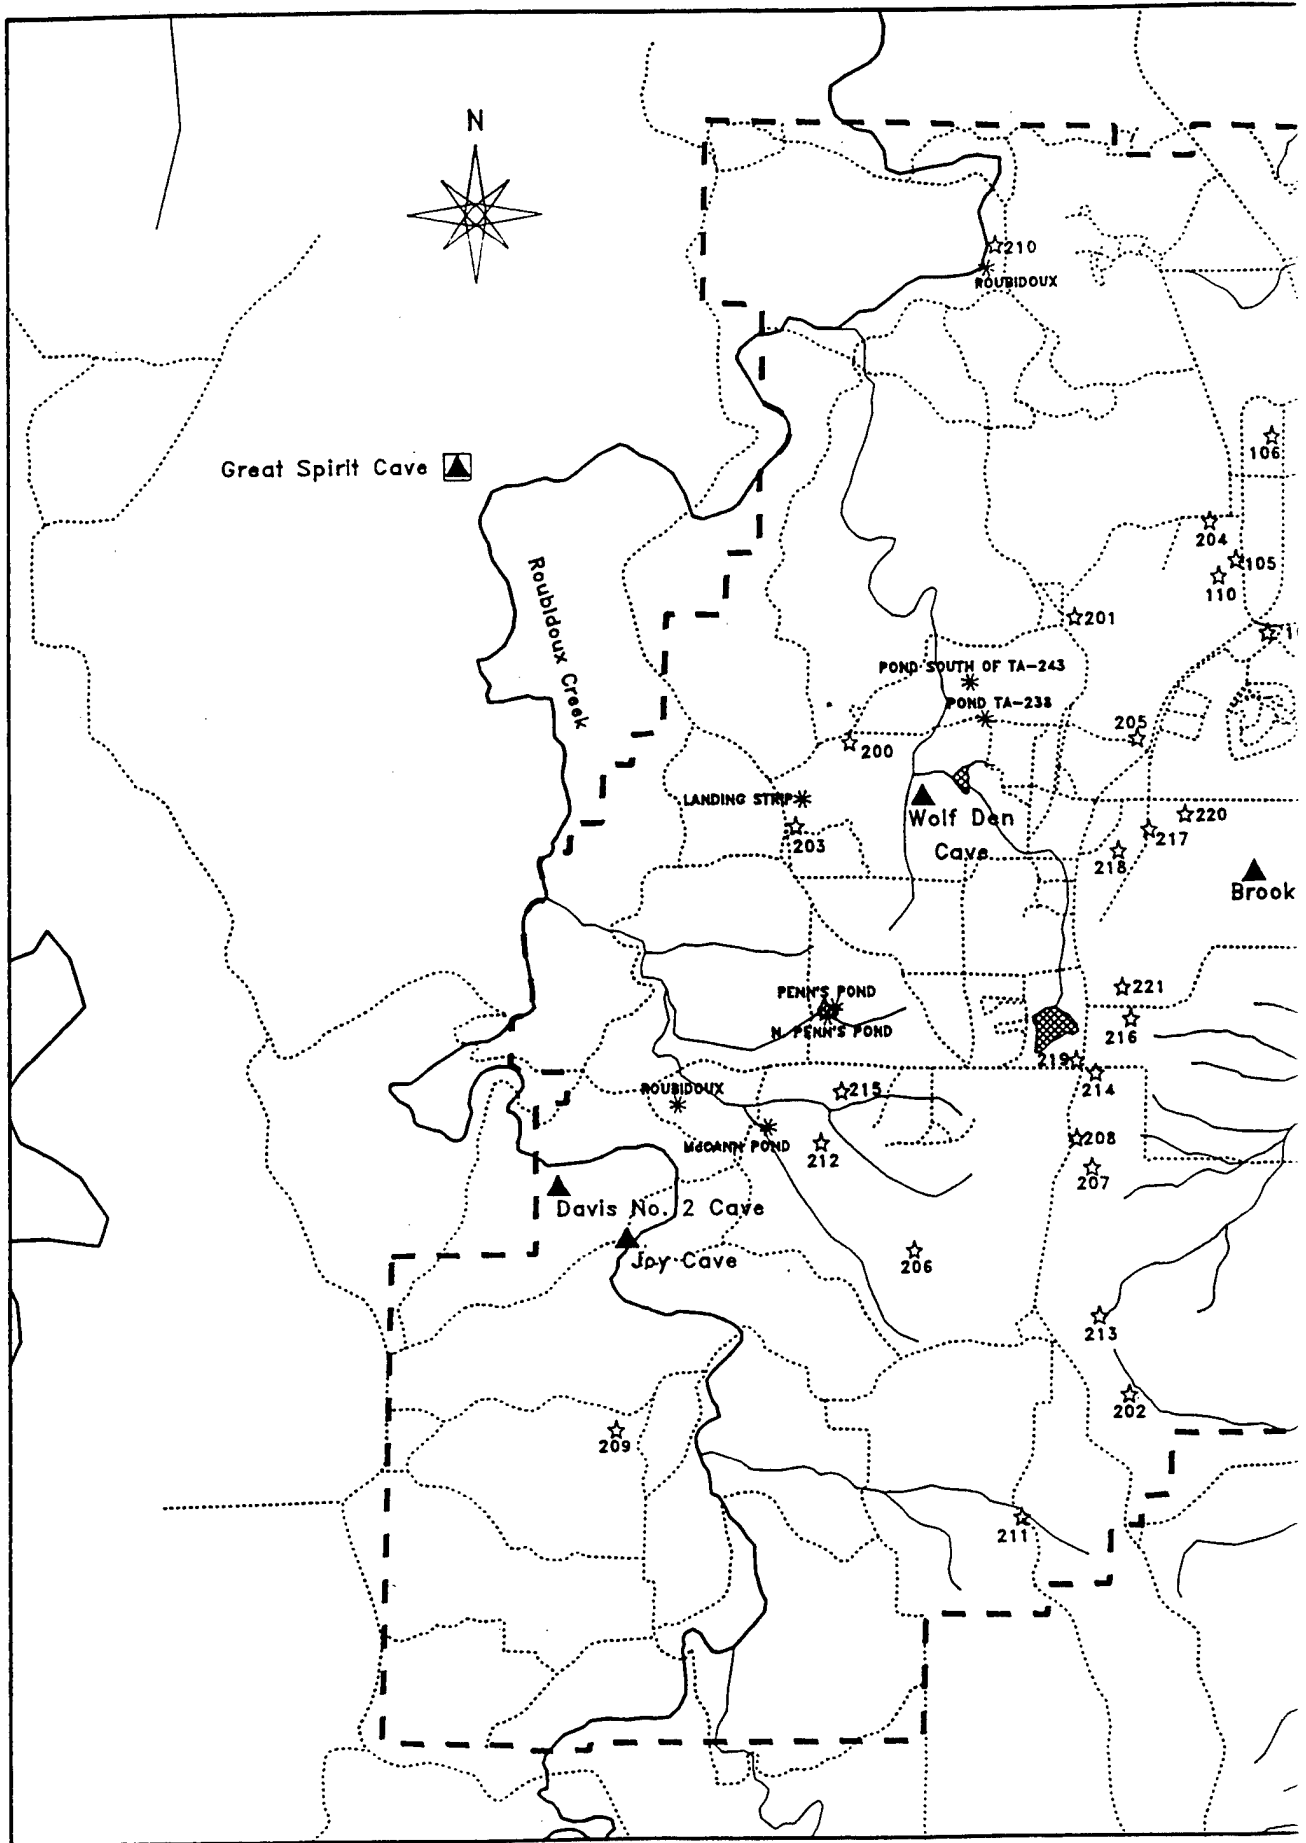 N
210
ROUBIDOUX
106
Great Spirit Cave
204
105
110
Roubidoux Creek
201
POND SOUTH OF TA-243
POND TA-238
205
200
LANDING STRIP
203
Wolf Den
Cave
220
217
218
Brook
PENN'S POND
N. PENN'S POND
221
216
219
214
ROUBIDOUX
215
McCANN POND
212
208
207
Davis No. 2 Cave
Joy Cave
206
213
202
209
211